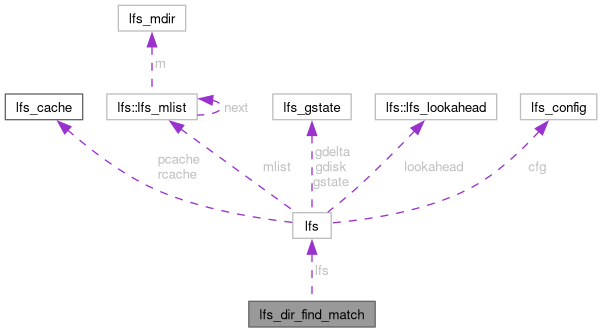 lfs_mdir
m
lfs_cache
lfs::lfs_mlist
next
lfs_gstate
lfs::lfs_lookahead
lfs_config
pcache
rcache
mlist
gdelta
gdisk
gstate
lookahead
cfg
lfs
lfs
lfs_dir_find_match